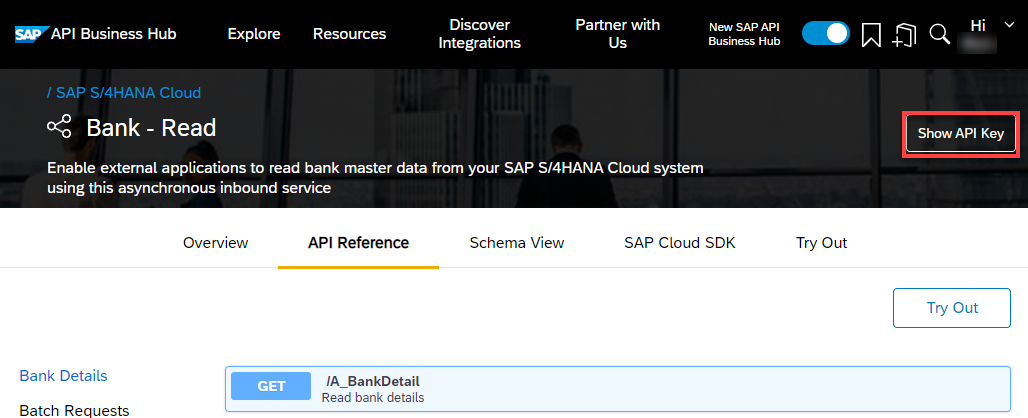 SAP API Business Hub
Explore
Resources
Discover
Integrations
Partner with
Us
New SAP API
Business Hub
Hi
/ SAP S/4HANA Cloud
Bank - Read
Show API Key
Enable external applications to read bank master data from your SAP S/4HANA Cloud system
using this asynchronous inbound service
Overview
API Reference
Schema View
SAP Cloud SDK
Try Out
Try Out
Bank Details
Batch Requests
GET
/A_BankDetail
Read bank details